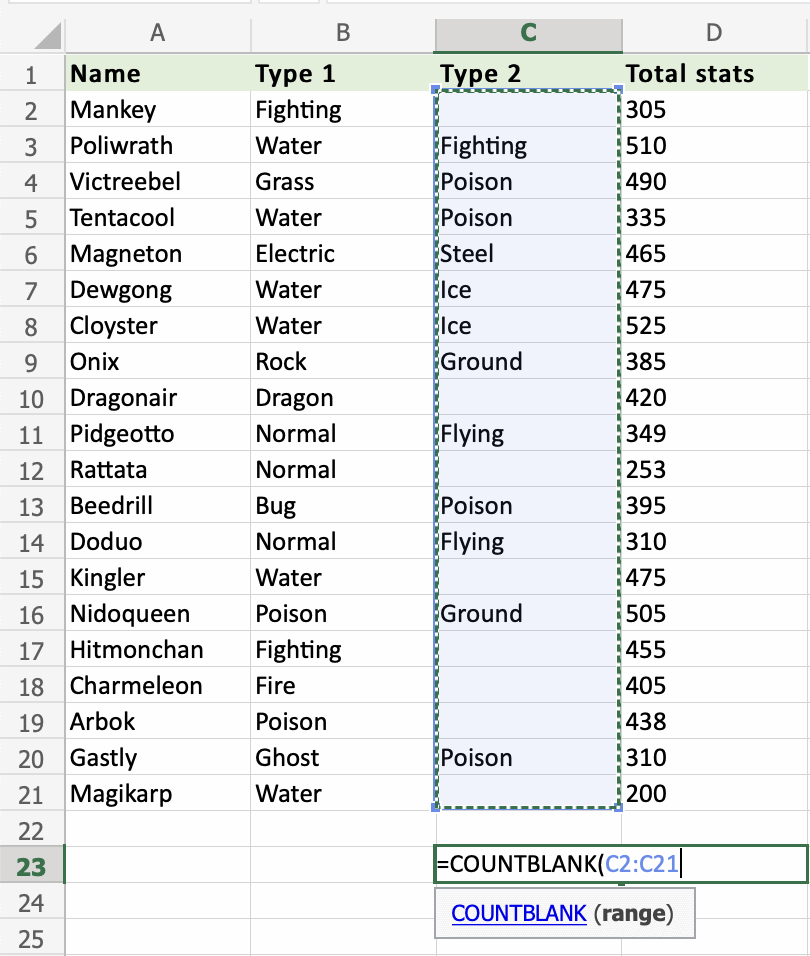 A B C D
1 Name Type 1 Type 2 Total stats
2 Mankey Fighting 305
3 Poliwrath Water Fighting 510
4 Victreebel Grass Poison 490
5 Tentacool Water Poison 335
6 Magneton Electric Steel 465
7 Dewgong Water Ice 475
8 Cloyster Water Ice 525
9 Onix Rock Ground 385
10 Dragonair Dragon 420
11 Pidgeotto Normal Flying 349
12 Rattata Normal 253
13 Beedrill Bug Poison 395
14 Doduo Normal Flying 310
15 Kingler Water 475
16 Nidoqueen Poison Ground 505
17 Hitmonchan Fighting 455
18 Charmeleon Fire 405
19 Arbok Poison 438
20 Gastly Ghost Poison 310
21 Magikarp Water 200
22
23 =COUNTBLANK(C2:C21
24 COUNTBLANK (range)
25